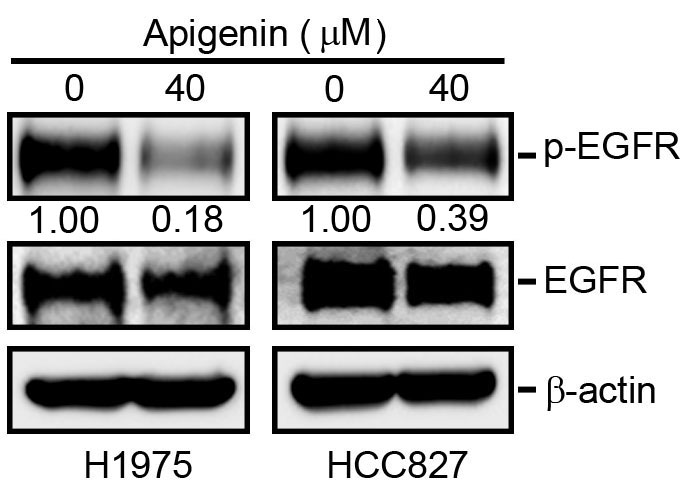 Apigenin ( μM)
0 40 0 40
p-EGFR
1.00 0.18 1.00 0.39
EGFR
β-actin
H1975 HCC827